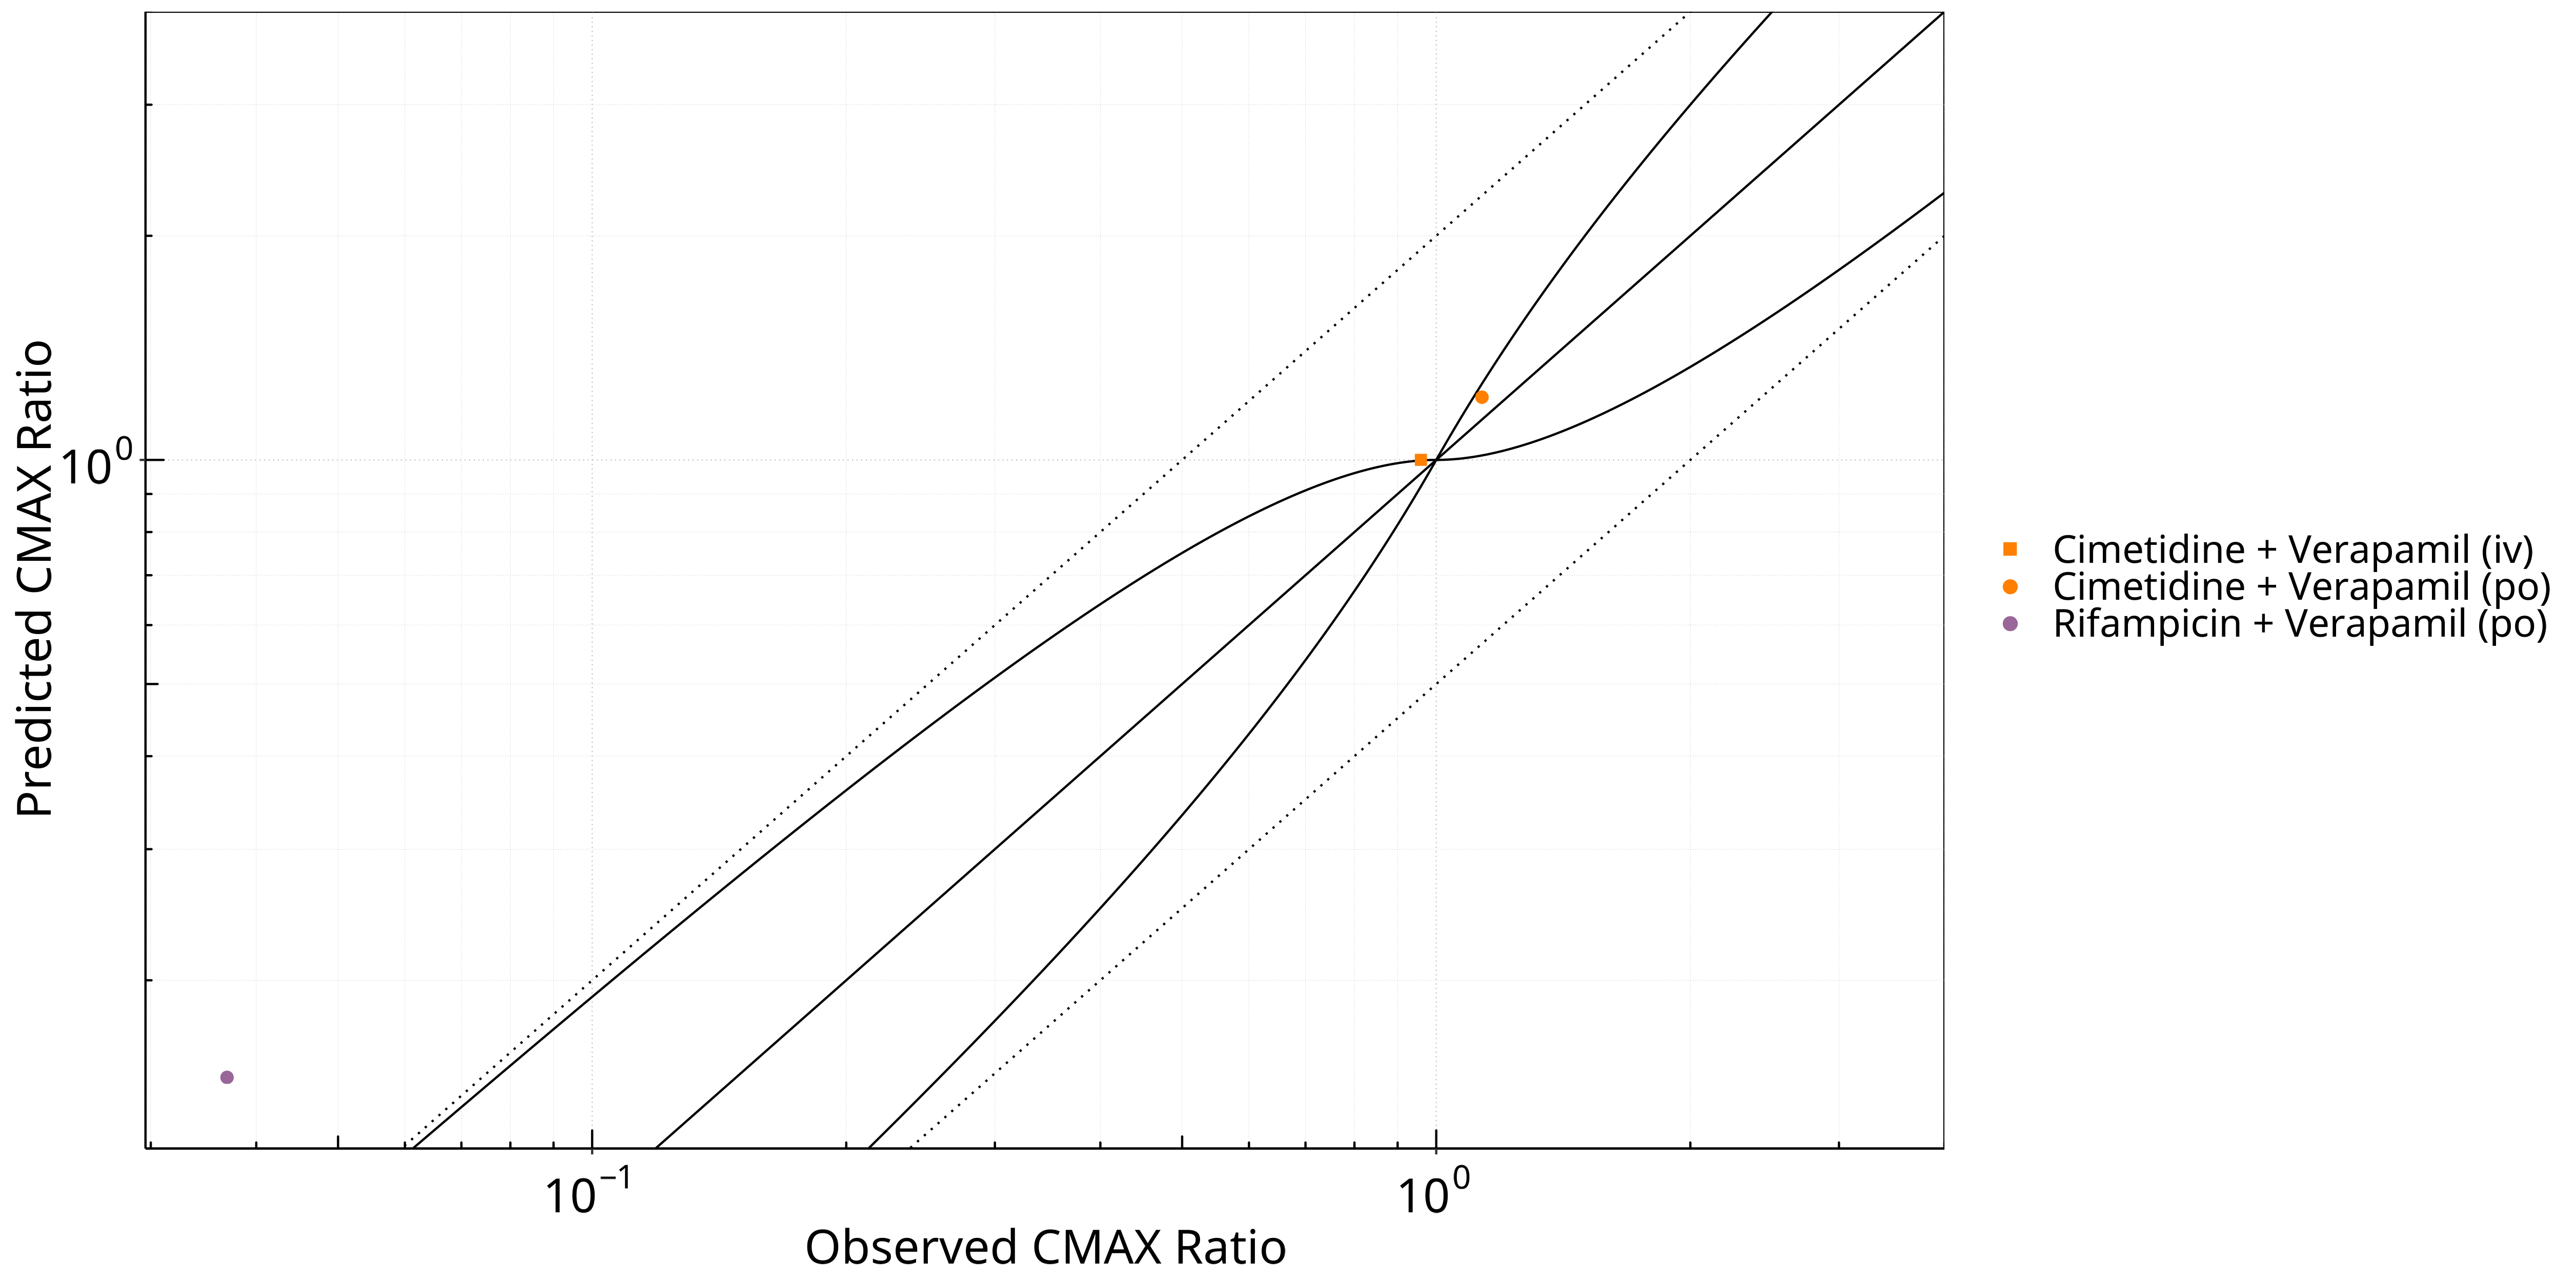 Predicted CMAX Ratio
10⁰
10⁻¹
10⁰
Observed CMAX Ratio
Cimetidine + Verapamil (iv)
Cimetidine + Verapamil (po)
Rifampicin + Verapamil (po)